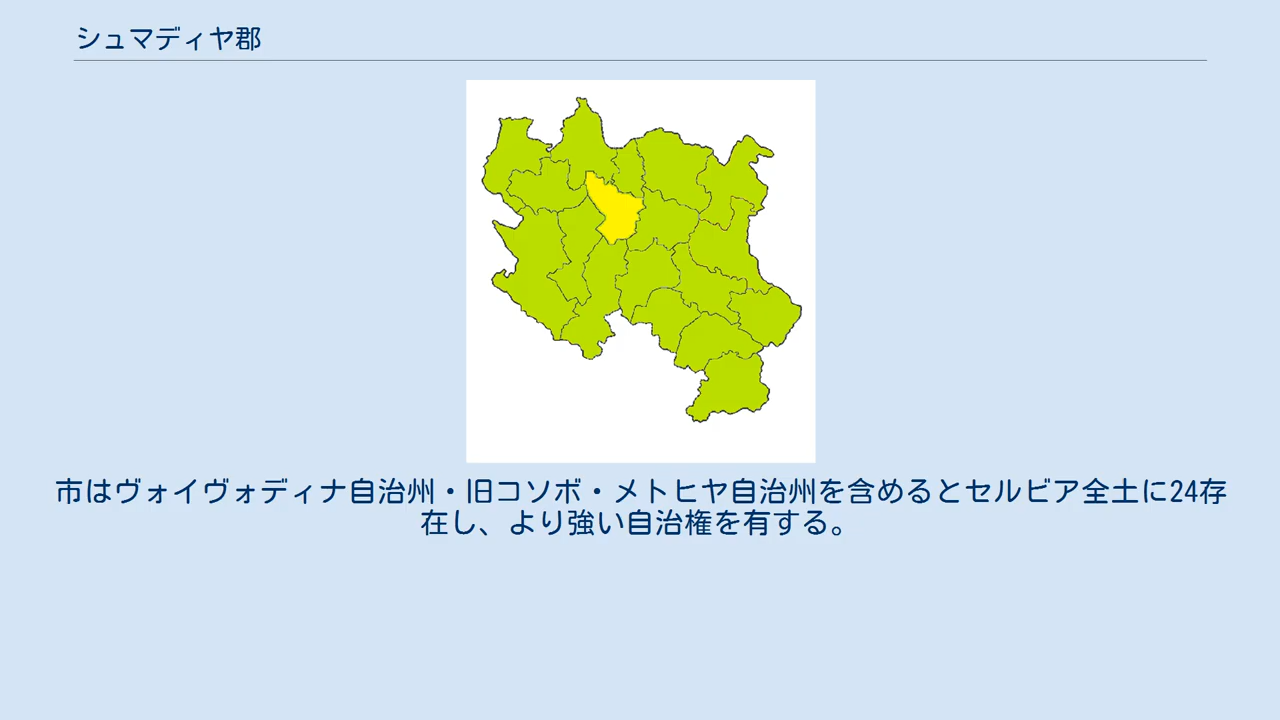 シュマディヤ郡
市はヴォイヴォディナ自治州・旧コソボ・メトヒヤ自治州を含めるとセルビア全土に24存
在し、より強い自治権を有する。